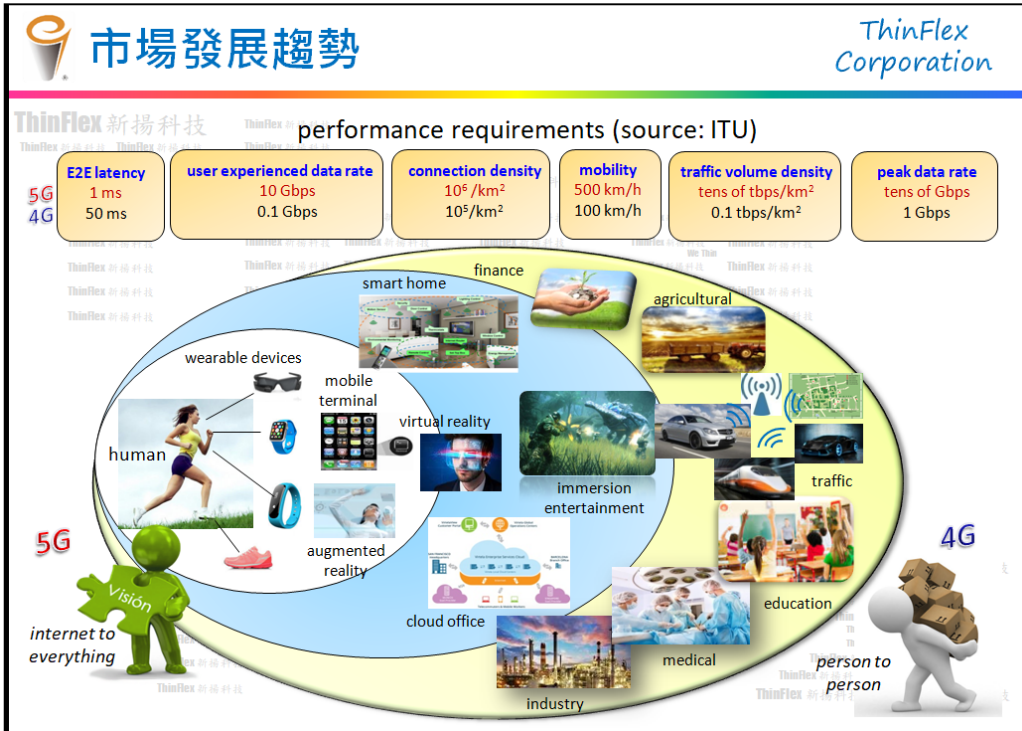 市場發展趨勢
ThinFlex
Corporation
ThinFlex 新揚科技
performance requirements (source: ITU)
5G
4G
E2E latency
1 ms
50 ms
user experienced data rate
10 Gbps
0.1 Gbps
connection density
10⁶ /km²
10⁵/km²
mobility
500 km/h
100 km/h
traffic volume density
tens of tbps/km²
0.1 tbps/km²
peak data rate
tens of Gbps
1 Gbps
finance
smart home
agricultural
wearable devices
mobile
terminal
virtual reality
human
immersion
entertainment
traffic
augmented
reality
5G
Visión
internet to
everything
cloud office
4G
education
medical
person to
person
industry